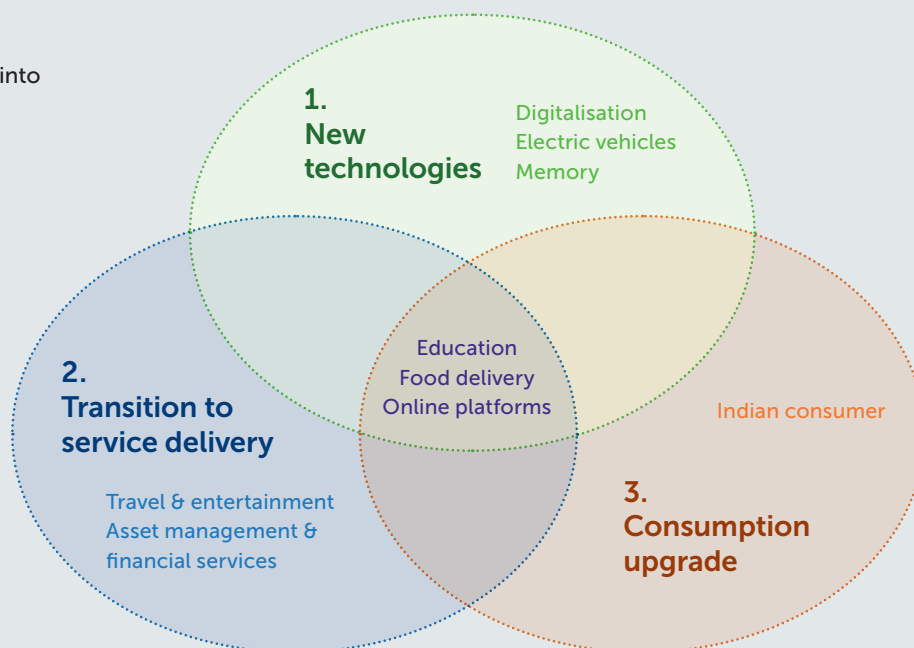 into
1.
New
technologies
Digitalisation
Electric vehicles
Memory
2.
Transition to
service delivery
Travel & entertainment
Asset management &
financial services
Education
Food delivery
Online platforms
Indian consumer
3.
Consumption
upgrade